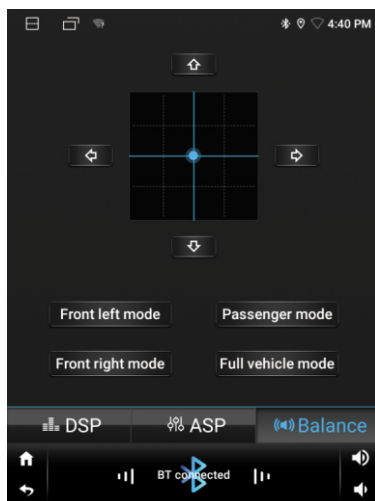 4:40 PM
Front left mode
Passenger mode
Front right mode
Full vehicle mode
DSP
ASP
Balance
BT connected